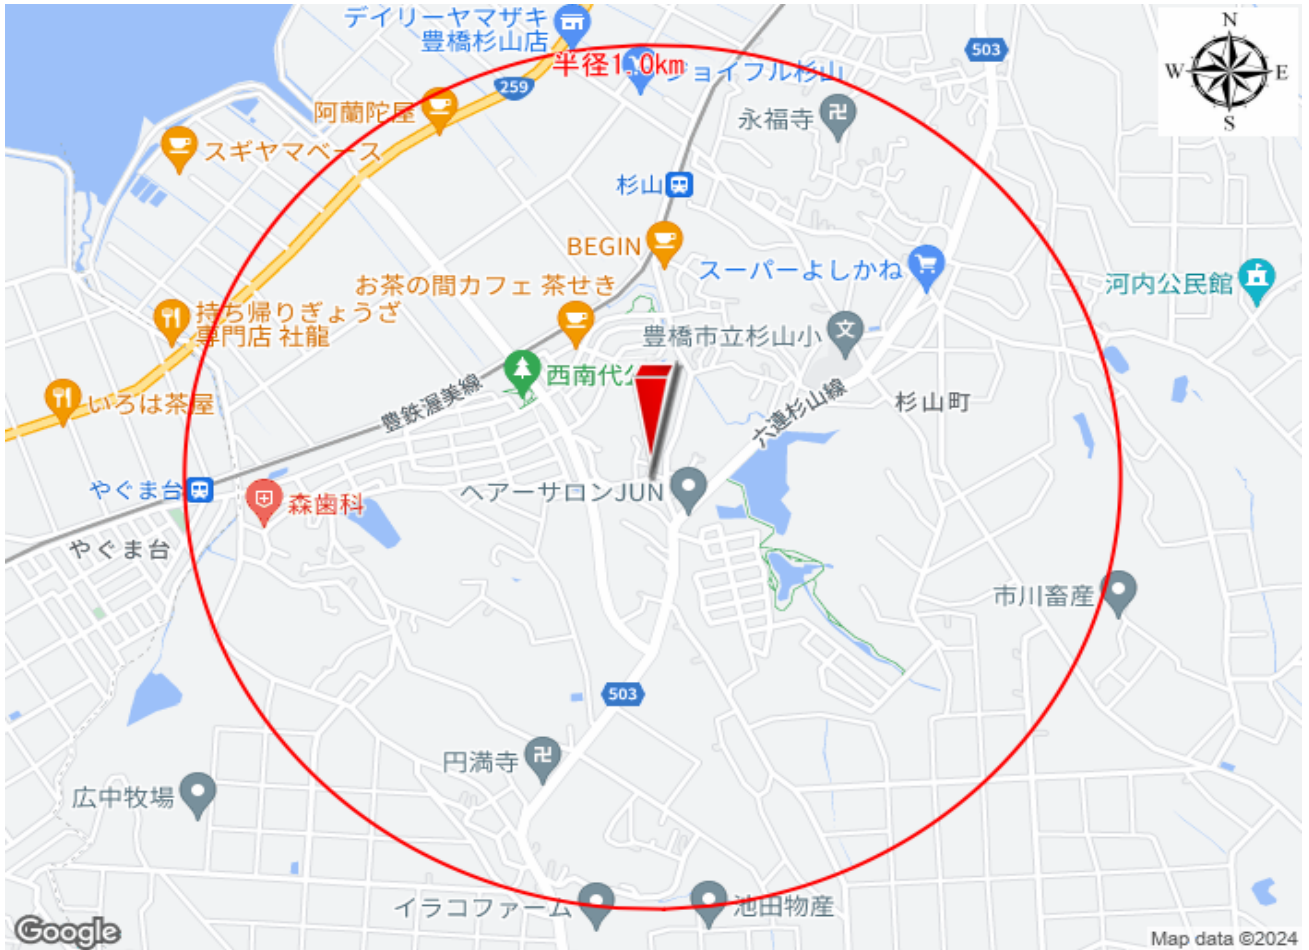 デイリーヤマザキ
豊橋杉山店
503
N
W E
S
半径1.0km
ジョイフル杉山
259
阿蘭陀屋
永福寺
卍
スギヤマベース
杉山
BEGIN
スーパーよしかね
お茶の間カフェ 茶せき
河内公民館
持ち帰りぎょうざ
専門店 社龍
豊橋市立杉山小
文
西南代公
豊鉄渥美線
いろは茶屋
六連杉山線
杉山町
やぐま台
ヘアーサロンJUN
森歯科
やぐま台
市川畜産
503
円満寺
卍
広中牧場
イラコファーム
池田物産
Google
Map data ©2024